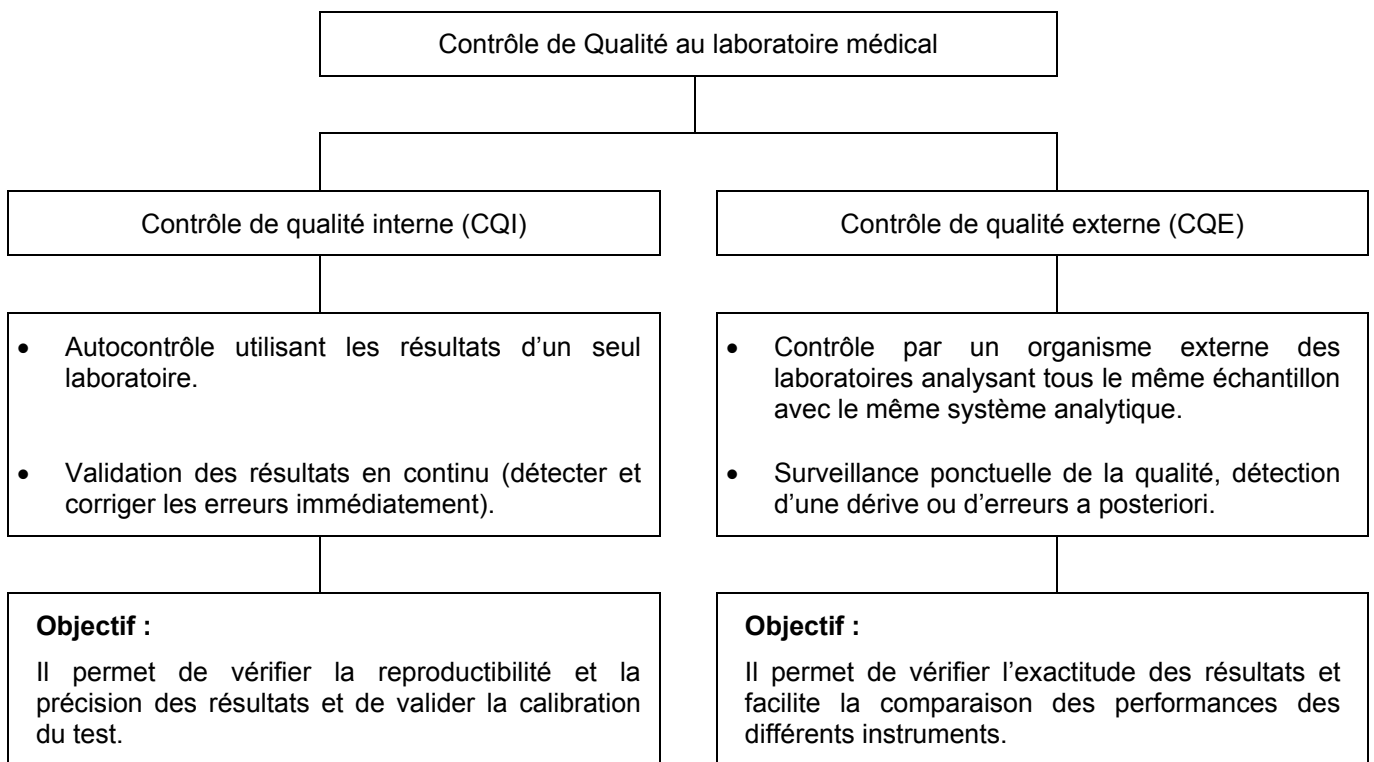 Contrôle de Qualité au laboratoire médical
Contrôle de qualité interne (CQI)
Contrôle de qualité externe (CQE)
• Autocontrôle utilisant les résultats d’un seul
laboratoire.
• Validation des résultats en continu (détecter et
corriger les erreurs immédiatement).
• Contrôle par un organisme externe des
laboratoires analysant tous le même échantillon
avec le même système analytique.
• Surveillance ponctuelle de la qualité, détection
d’une dérive ou d’erreurs a posteriori.
Objectif :
Il permet de vérifier la reproductibilité et la
précision des résultats et de valider la calibration
du test.
Objectif :
Il permet de vérifier l’exactitude des résultats et
facilite la comparaison des performances des
différents instruments.